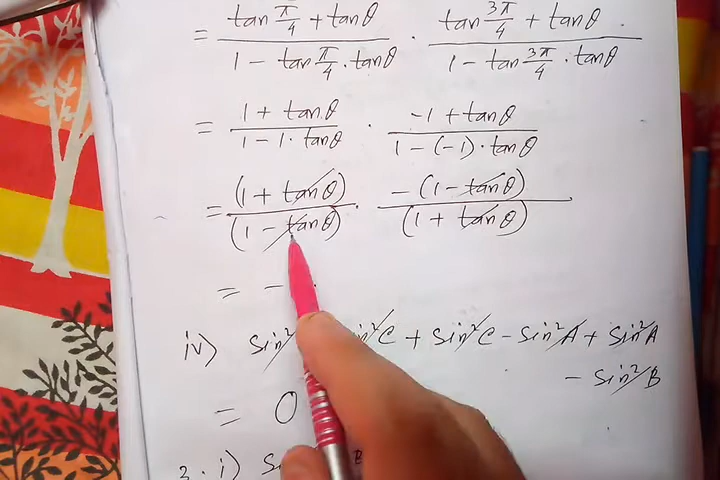 = tan π/4 + tanθ / 1 - tan π/4 · tanθ · tan 3π/4 + tanθ / 1 - tan 3π/4 · tanθ
= 1 + tanθ / 1 - 1 · tanθ · -1 + tanθ / 1 - (-1) · tanθ
= (1 + tanθ) / (1 - tanθ) · -(1 - tanθ) / (1 + tanθ)
= -
iv) sin² sin²C + sin²C - sin²A + sin²A
- sin²B
= 0
3. i)